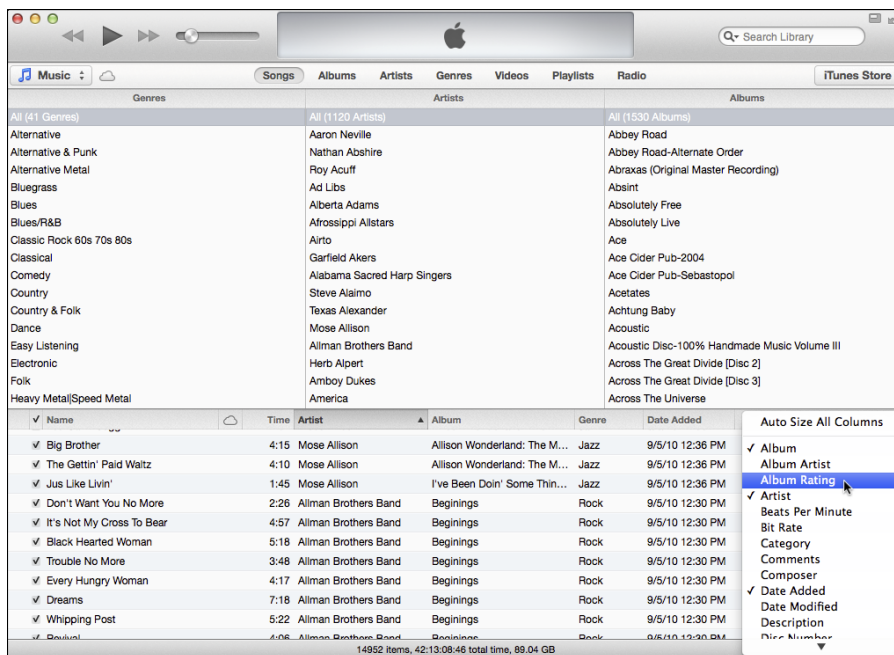 Search Library
Music
Songs Albums Artists Genres Videos Playlists Radio
iTunes Store
Genres Artists Albums
All (41 Genres) All (1120 Artists) All (1530 Albums)
Alternative Aaron Neville Abbey Road
Alternative & Punk Nathan Abshire Abbey Road-Alternate Order
Alternative Metal Roy Acuff Abraxas (Original Master Recording)
Bluegrass Ad Libs Absint
Blues Alberta Adams Absolutely Free
Blues/R&B Afrossippi Allstars Absolutely Live
Classic Rock 60s 70s 80s Airto Ace
Classical Garfield Akers Ace Cider Pub-2004
Comedy Alabama Sacred Harp Singers Ace Cider Pub-Sebastopol
Country Steve Alaimo Acetates
Country & Folk Texas Alexander Achtung Baby
Dance Mose Allison Acoustic
Easy Listening Allman Brothers Band Acoustic Disc-100% Handmade Music Volume III
Electronic Herb Alpert Across The Great Divide [Disc 2]
Folk Amboy Dukes Across The Great Divide [Disc 3]
Heavy Metal|Speed Metal America Across The Universe
Name Time Artist Album Genre Date Added
Big Brother 4:15 Mose Allison Allison Wonderland: The M... Jazz 9/5/10 12:36 PM
The Gettin' Paid Waltz 4:10 Mose Allison Allison Wonderland: The M... Jazz 9/5/10 12:36 PM
Jus Like Livin' 1:45 Mose Allison I've Been Doin' Some Thin... Jazz 9/5/10 12:36 PM
Don't Want You No More 2:26 Allman Brothers Band Beginings Rock 9/5/10 12:30 PM
It's Not My Cross To Bear 4:57 Allman Brothers Band Beginings Rock 9/5/10 12:30 PM
Black Hearted Woman 5:18 Allman Brothers Band Beginings Rock 9/5/10 12:30 PM
Trouble No More 3:48 Allman Brothers Band Beginings Rock 9/5/10 12:30 PM
Every Hungry Woman 4:17 Allman Brothers Band Beginings Rock 9/5/10 12:30 PM
Dreams 7:18 Allman Brothers Band Beginings Rock 9/5/10 12:30 PM
Whipping Post 5:22 Allman Brothers Band Beginings Rock 9/5/10 12:30 PM
Revival 4:06 Allman Brothers Band Beginings Rock 9/5/10 12:30 PM
Auto Size All Columns
Album
Album Artist
Album Rating
Artist
Beats Per Minute
Bit Rate
Category
Comments
Composer
Date Added
Date Modified
Description
Disc Number
14952 items, 42:13:08:46 total time, 89.04 GB